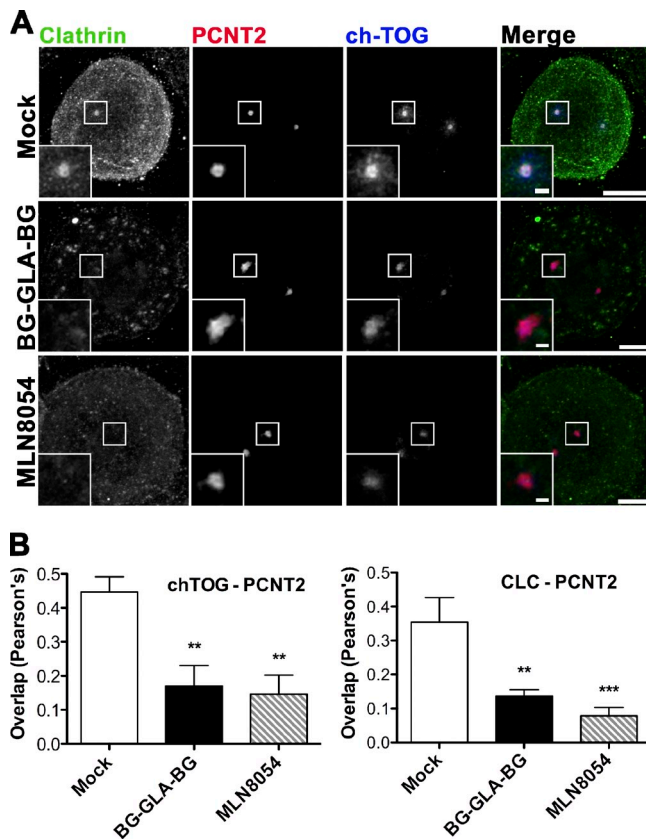 A
Clathrin PCNT2 ch-TOG Merge
Mock
BG-GLA-BG
MLN8054
B
Overlap (Pearson's)
0.5
0.4
0.3
0.2
0.1
0.0
chTOG - PCNT2
** **
Mock BG-GLA-BG MLN8054
Overlap (Pearson's)
0.5
0.4
0.3
0.2
0.1
0.0
CLC - PCNT2
** ***
Mock BG-GLA-BG MLN8054